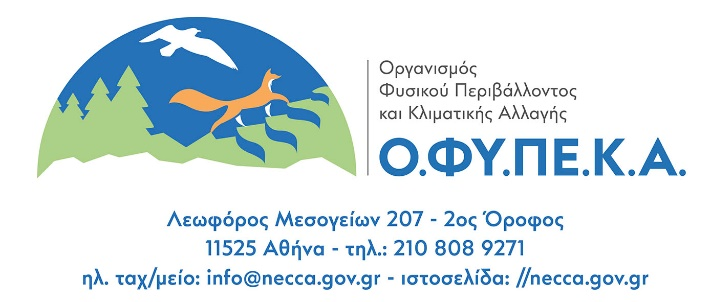 Οργανισμός
Φυσικού Περιβάλλοντος
και Κλιματικής Αλλαγής
Ο.ΦΥ.ΠΕ.Κ.Α.
Λεωφόρος Μεσογείων 207 - 2ος Όροφος
11525 Αθήνα - τηλ.: 210 808 9271
ηλ. ταχ/μείο: info@necca.gov.gr - ιστοσελίδα: //necca.gov.gr